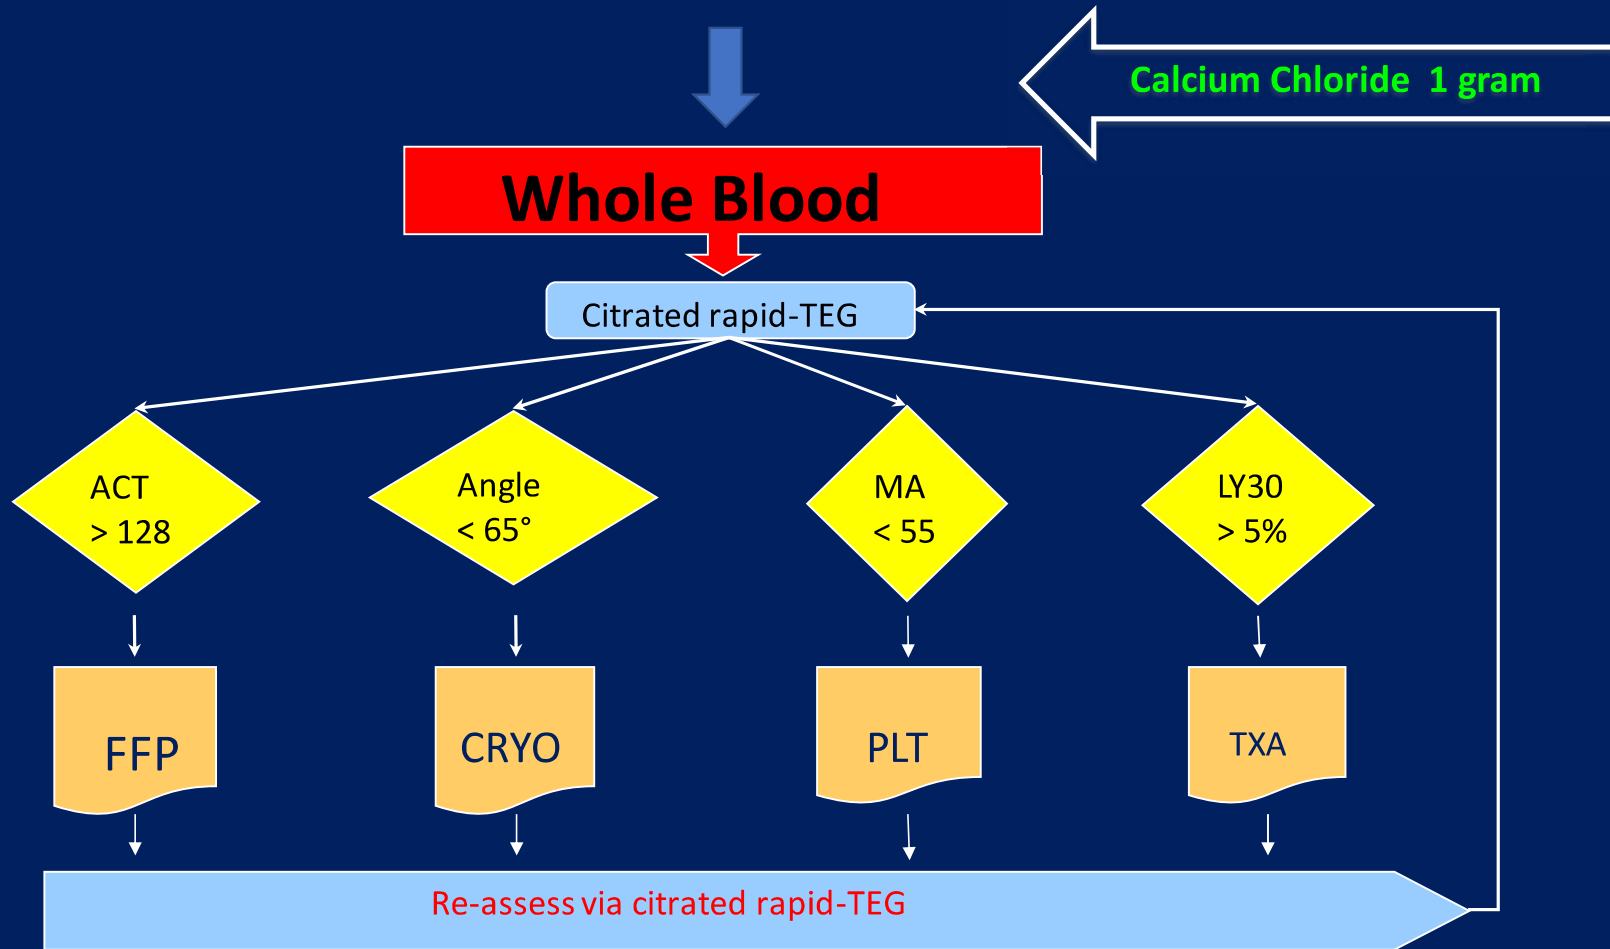 Calcium Chloride  1 gram
Whole Blood
Citrated rapid-TEG
ACT
> 128
Angle
< 65°
MA
< 55
LY30
> 5%
FFP
CRYO
PLT
TXA
Re-assess via citrated rapid-TEG